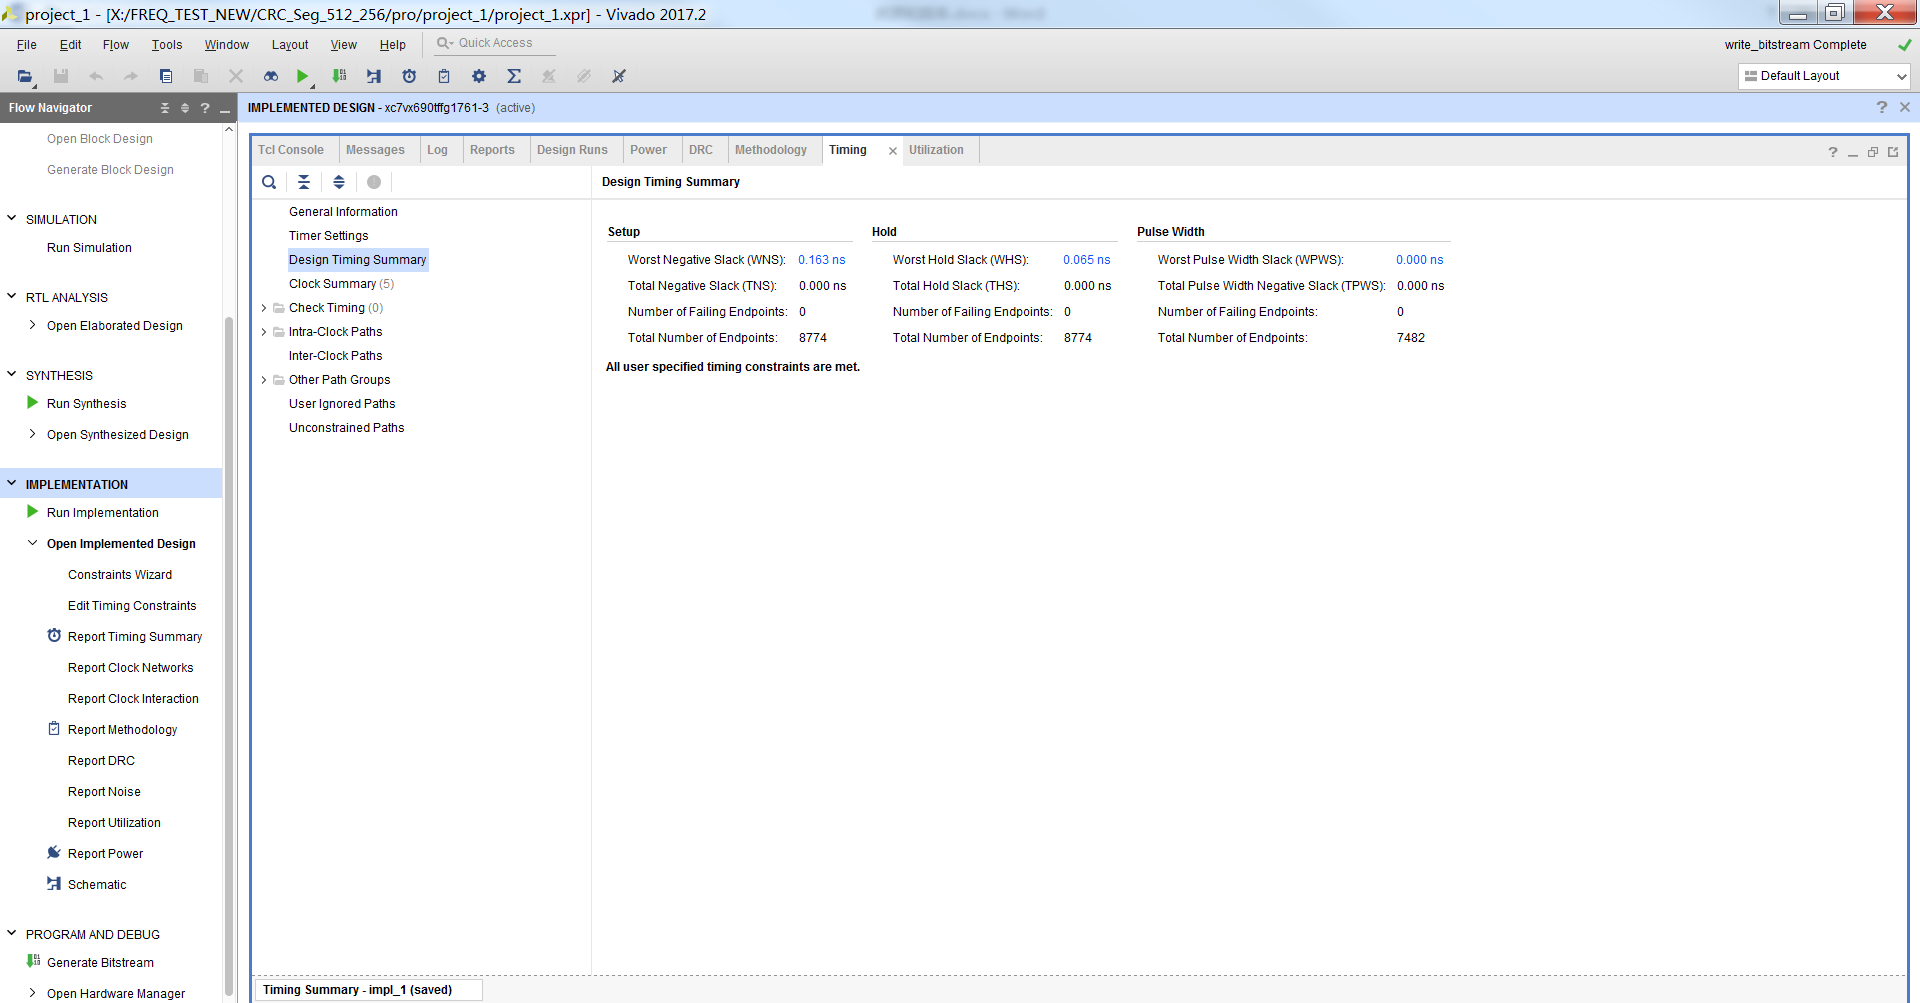 project_1 - [X:/FREQ_TEST_NEW/CRC_Seg_512_256/pro/project_1/project_1.xpr] - Vivado 2017.2
File Edit Flow Tools Window Layout View Help Quick Access
write_bitstream Complete
Default Layout
Flow Navigator
Open Block Design
Generate Block Design
SIMULATION
Run Simulation
RTL ANALYSIS
Open Elaborated Design
SYNTHESIS
Run Synthesis
Open Synthesized Design
IMPLEMENTATION
Run Implementation
Open Implemented Design
Constraints Wizard
Edit Timing Constraints
Report Timing Summary
Report Clock Networks
Report Clock Interaction
Report Methodology
Report DRC
Report Noise
Report Utilization
Report Power
Schematic
PROGRAM AND DEBUG
Generate Bitstream
Open Hardware Manager
IMPLEMENTED DESIGN - xc7vx690tffg1761-3 (active)
Tcl Console Messages Log Reports Design Runs Power DRC Methodology Timing Utilization
General Information
Timer Settings
Design Timing Summary
Clock Summary (5)
Check Timing (0)
Intra-Clock Paths
Inter-Clock Paths
Other Path Groups
User Ignored Paths
Unconstrained Paths
Design Timing Summary
Setup
Worst Negative Slack (WNS): 0.163 ns
Total Negative Slack (TNS): 0.000 ns
Number of Failing Endpoints: 0
Total Number of Endpoints: 8774
Hold
Worst Hold Slack (WHS): 0.065 ns
Total Hold Slack (THS): 0.000 ns
Number of Failing Endpoints: 0
Total Number of Endpoints: 8774
Pulse Width
Worst Pulse Width Slack (WPWS): 0.000 ns
Total Pulse Width Negative Slack (TPWS): 0.000 ns
Number of Failing Endpoints: 0
Total Number of Endpoints: 7482
All user specified timing constraints are met.
Timing Summary - impl_1 (saved)